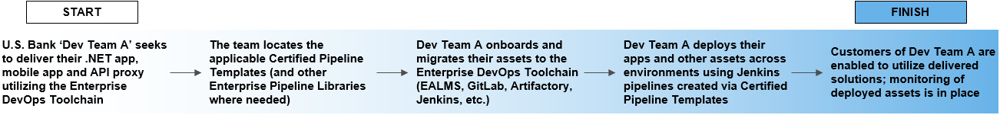 START
FINISH
U.S. Bank ‘Dev Team A’ seeks
to deliver their .NET app,
mobile app and API proxy
utilizing the Enterprise
DevOps Toolchain
The team locates the
applicable Certified Pipeline
Templates (and other
Enterprise Pipeline Libraries
where needed)
Dev Team A onboards and
migrates their assets to the
Enterprise DevOps Toolchain
(EALMS, GitLab, Artifactory,
Jenkins, etc.)
Dev Team A deploys their
apps and other assets across
environments using Jenkins
pipelines created via Certified
Pipeline Templates
Customers of Dev Team A are
enabled to utilize delivered
solutions; monitoring of
deployed assets is in place